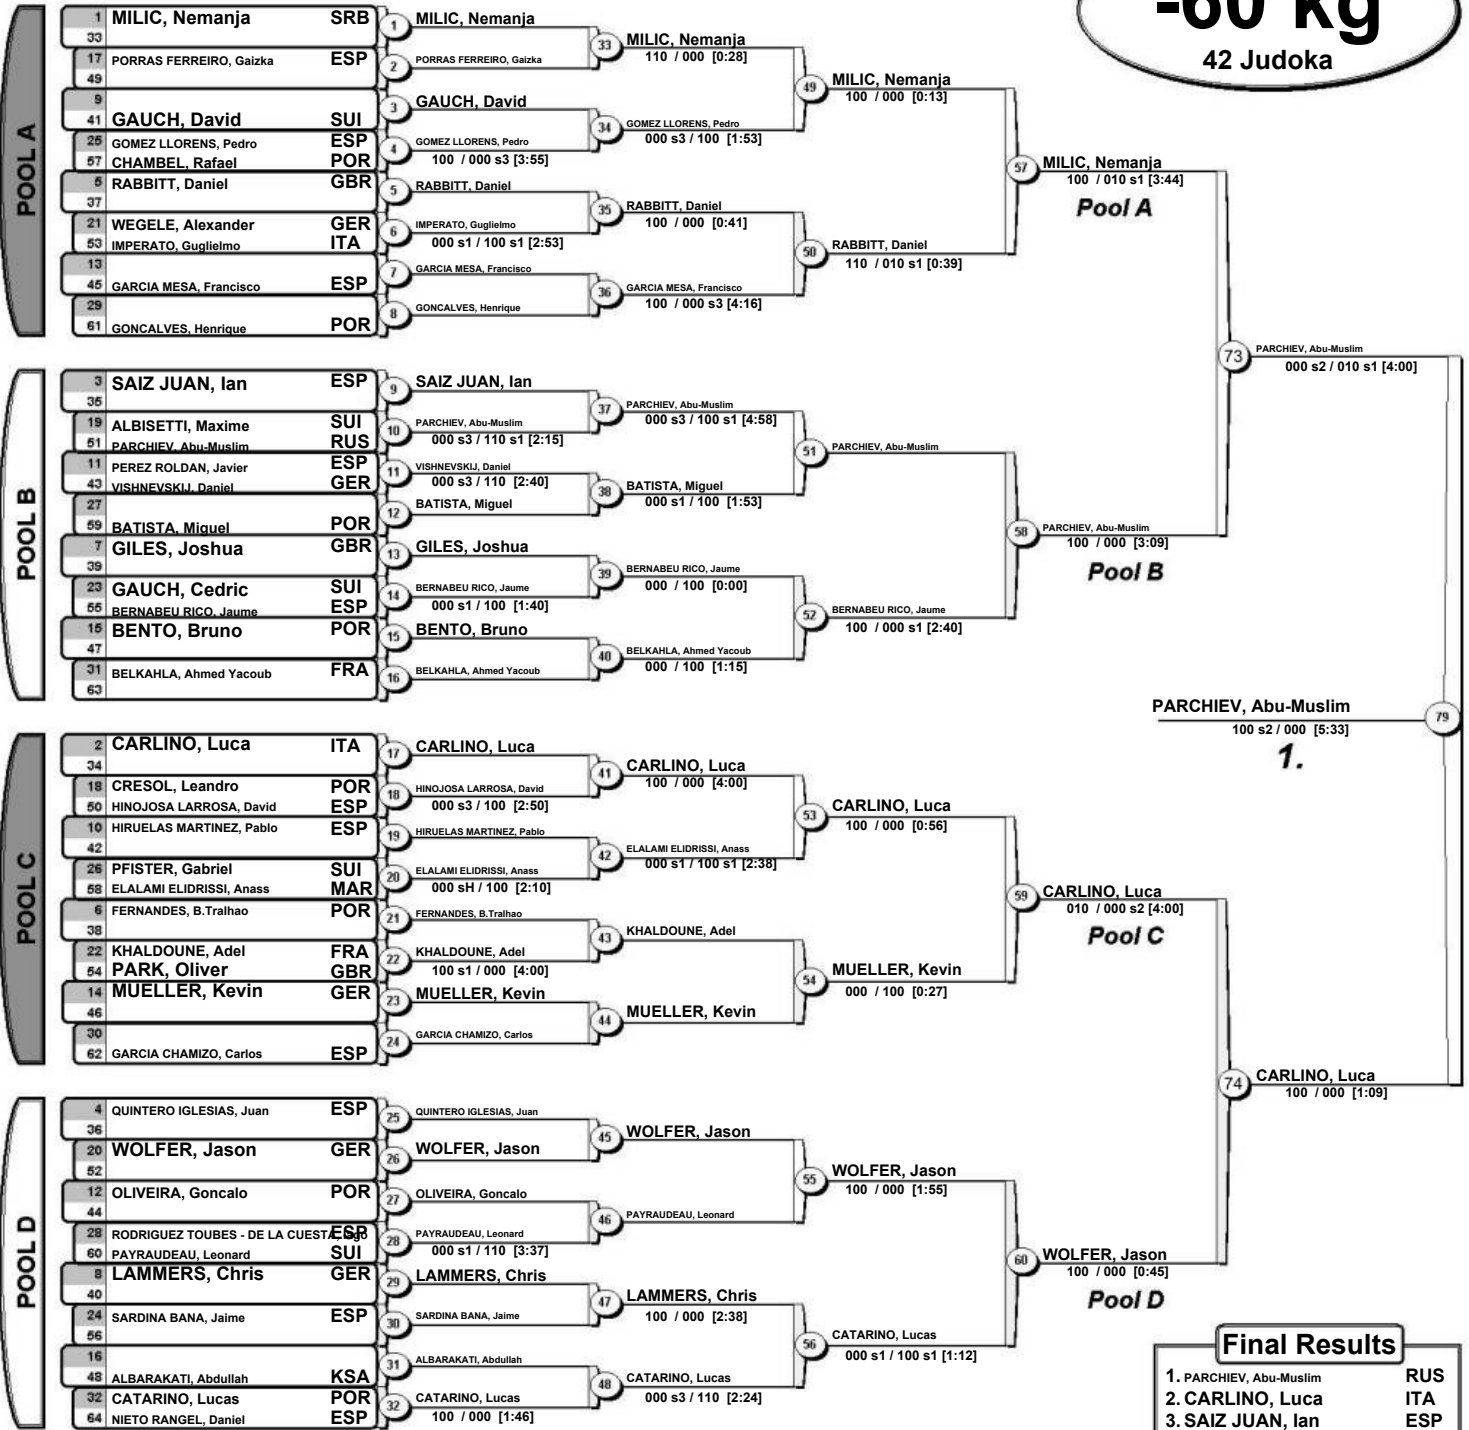 -60 kg
42 Judoka
POOL A
1 MILIC, Nemanja SRB
33
17 PORRAS FERREIRO, Gaizka ESP
49
9
41 GAUCH, David SUI
25 GOMEZ LLORENS, Pedro ESP
57 CHAMBEL, Rafael POR
5 RABBITT, Daniel GBR
37
21 WEGELE, Alexander GER
53 IMPERATO, Guglielmo ITA
13
45 GARCIA MESA, Francisco ESP
29
61 GONCALVES, Henrique POR
1 MILIC, Nemanja
2 PORRAS FERREIRO, Gaizka
3 GAUCH, David
4 GOMEZ LLORENS, Pedro
100 / 000 s3 [3:55]
5 RABBITT, Daniel
6 IMPERATO, Guglielmo
000 s1 / 100 s1 [2:53]
7 GARCIA MESA, Francisco
8 GONCALVES, Henrique
33 MILIC, Nemanja
110 / 000 [0:28]
34 GOMEZ LLORENS, Pedro
000 s3 / 100 [1:53]
35 RABBITT, Daniel
100 / 000 [0:41]
36 GARCIA MESA, Francisco
100 / 000 s3 [4:16]
49 MILIC, Nemanja
100 / 000 [0:13]
50 RABBITT, Daniel
110 / 010 s1 [0:39]
57 MILIC, Nemanja
100 / 010 s1 [3:44]
Pool A
POOL B
3 SAIZ JUAN, Ian ESP
35
19 ALBISETTI, Maxime SUI
51 PARCHIEV, Abu-Muslim RUS
11 PEREZ ROLDAN, Javier ESP
43 VISHNEVSKIJ, Daniel GER
27
59 BATISTA, Miguel POR
7 GILES, Joshua GBR
39
23 GAUCH, Cedric SUI
55 BERNABEU RICO, Jaume ESP
15 BENTO, Bruno POR
47
31 BELKAHLA, Ahmed Yacoub FRA
63
9 SAIZ JUAN, Ian
10 PARCHIEV, Abu-Muslim
000 s3 / 110 s1 [2:15]
11 VISHNEVSKIJ, Daniel
000 s3 / 110 [2:40]
12 BATISTA, Miguel
13 GILES, Joshua
14 BERNABEU RICO, Jaume
000 s1 / 100 [1:40]
15 BENTO, Bruno
16 BELKAHLA, Ahmed Yacoub
37 PARCHIEV, Abu-Muslim
000 s3 / 100 s1 [4:58]
38 BATISTA, Miguel
000 s1 / 100 [1:53]
39 BERNABEU RICO, Jaume
000 / 100 [0:00]
40 BELKAHLA, Ahmed Yacoub
000 / 100 [1:15]
51 PARCHIEV, Abu-Muslim
52 BERNABEU RICO, Jaume
100 / 000 s1 [2:40]
58 PARCHIEV, Abu-Muslim
100 / 000 [3:09]
Pool B
73 PARCHIEV, Abu-Muslim
000 s2 / 010 s1 [4:00]
PARCHIEV, Abu-Muslim 79
100 s2 / 000 [5:33]
1.
POOL C
2 CARLINO, Luca ITA
34
18 CRESOL, Leandro POR
50 HINOJOSA LARROSA, David ESP
10 HIRUELAS MARTINEZ, Pablo ESP
42
26 PFISTER, Gabriel SUI
58 ELALAMI ELIDRISSI, Anass MAR
6 FERNANDES, B.Tralhao POR
38
22 KHALDOUNE, Adel FRA
54 PARK, Oliver GBR
14 MUELLER, Kevin GER
46
30
62 GARCIA CHAMIZO, Carlos ESP
17 CARLINO, Luca
18 HINOJOSA LARROSA, David
000 s3 / 100 [2:50]
19 HIRUELAS MARTINEZ, Pablo
20 ELALAMI ELIDRISSI, Anass
000 sH / 100 [2:10]
21 FERNANDES, B.Tralhao
22 KHALDOUNE, Adel
100 s1 / 000 [4:00]
23 MUELLER, Kevin
24 GARCIA CHAMIZO, Carlos
41 CARLINO, Luca
100 / 000 [4:00]
42 ELALAMI ELIDRISSI, Anass
000 s1 / 100 s1 [2:38]
43 KHALDOUNE, Adel
44 MUELLER, Kevin
53 CARLINO, Luca
100 / 000 [0:56]
54 MUELLER, Kevin
000 / 100 [0:27]
59 CARLINO, Luca
010 / 000 s2 [4:00]
Pool C
74 CARLINO, Luca
100 / 000 [1:09]
POOL D
4 QUINTERO IGLESIAS, Juan ESP
36
20 WOLFER, Jason GER
52
12 OLIVEIRA, Goncalo POR
44
28 RODRIGUEZ TOUBES - DE LA CUESTA, ESP
60 PAYRAUDEAU, Leonard SUI
8 LAMMERS, Chris GER
40
24 SARDINA BANA, Jaime ESP
56
16
48 ALBARAKATI, Abdullah KSA
32 CATARINO, Lucas POR
64 NIETO RANGEL, Daniel ESP
25 QUINTERO IGLESIAS, Juan
26 WOLFER, Jason
27 OLIVEIRA, Goncalo
28 PAYRAUDEAU, Leonard
000 s1 / 110 [3:37]
29 LAMMERS, Chris
30 SARDINA BANA, Jaime
31 ALBARAKATI, Abdullah
32 CATARINO, Lucas
100 / 000 [1:46]
45 WOLFER, Jason
46 PAYRAUDEAU, Leonard
47 LAMMERS, Chris
100 / 000 [2:38]
48 CATARINO, Lucas
000 s3 / 110 [2:24]
55 WOLFER, Jason
100 / 000 [1:55]
56 CATARINO, Lucas
000 s1 / 100 s1 [1:12]
60 WOLFER, Jason
100 / 000 [0:45]
Pool D
Final Results
1. PARCHIEV, Abu-Muslim RUS
2. CARLINO, Luca ITA
3. SAIZ JUAN, Ian ESP